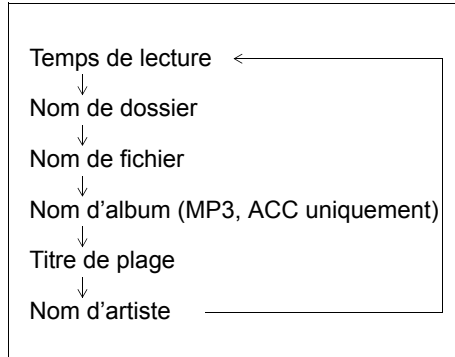 Temps de lecture
Nom de dossier
Nom de fichier
Nom d’album (MP3, ACC uniquement)
Titre de plage
Nom d’artiste